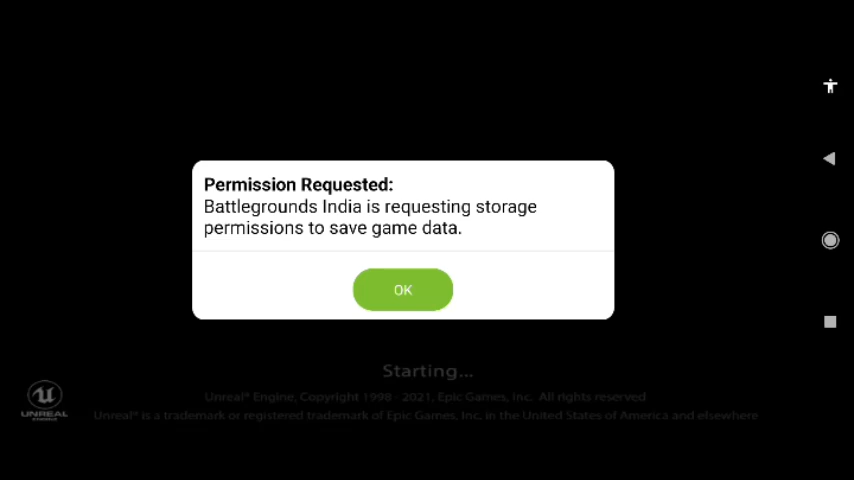 Permission Requested:
Battlegrounds India is requesting storage
permissions to save game data.
OK
Starting...
Unreal® Engine, Copyright 1998 - 2021, Epic Games, Inc. All rights reserved
UNREAL
Unreal® is a trademark or registered trademark of Epic Games, Inc. in the United States of America and elsewhere